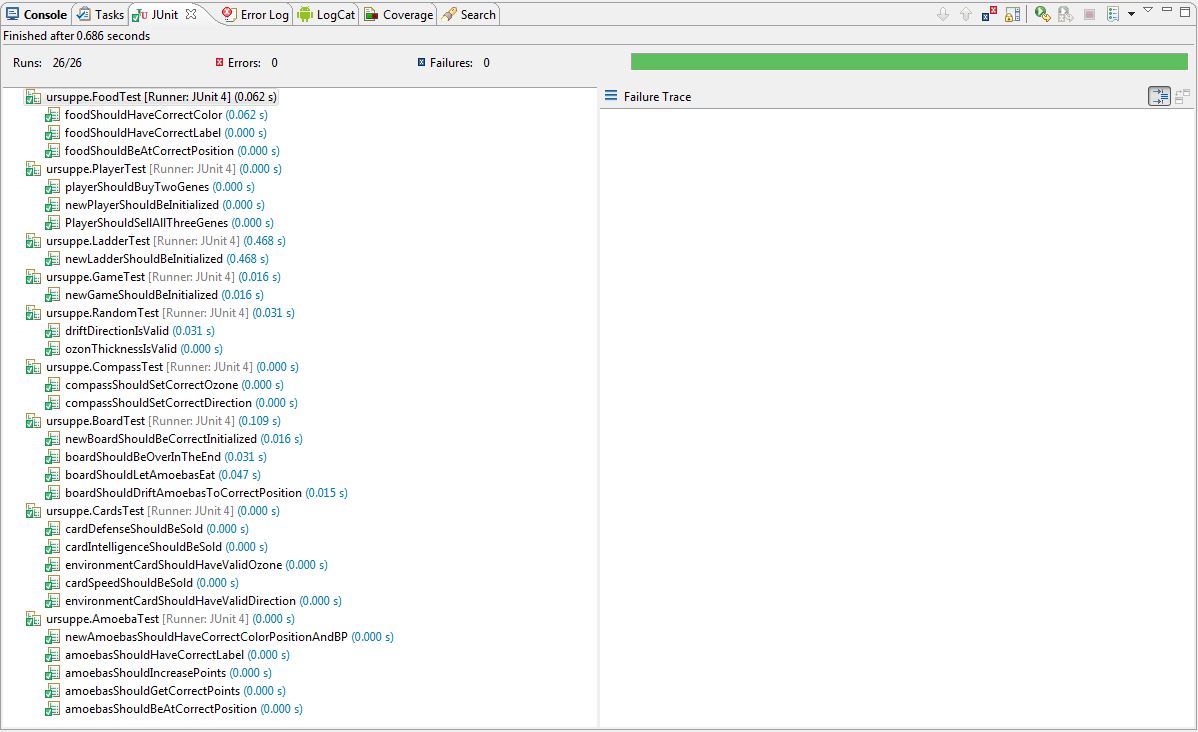 Console Tasks JUnit Error Log LogCat Coverage Search
Finished after 0.686 seconds
Runs: 26/26 Errors: 0 Failures: 0
ursuppe.FoodTest [Runner: JUnit 4] (0.062 s)
Failure Trace
foodShouldHaveCorrectColor (0.062 s)
foodShouldHaveCorrectLabel (0.000 s)
foodShouldBeAtCorrectPosition (0.000 s)
ursuppe.PlayerTest [Runner: JUnit 4] (0.000 s)
playerShouldBuyTwoGenes (0.000 s)
newPlayerShouldBeInitialized (0.000 s)
PlayerShouldSellAllThreeGenes (0.000 s)
ursuppe.LadderTest [Runner: JUnit 4] (0.468 s)
newLadderShouldBeInitialized (0.468 s)
ursuppe.GameTest [Runner: JUnit 4] (0.016 s)
newGameShouldBeInitialized (0.016 s)
ursuppe.RandomTest [Runner: JUnit 4] (0.031 s)
driftDirectionIsValid (0.031 s)
ozonThicknessIsValid (0.000 s)
ursuppe.CompassTest [Runner: JUnit 4] (0.000 s)
compassShouldSetCorrectOzone (0.000 s)
compassShouldSetCorrectDirection (0.000 s)
ursuppe.BoardTest [Runner: JUnit 4] (0.109 s)
newBoardShouldBeCorrectInitialized (0.016 s)
boardShouldBeOverInTheEnd (0.031 s)
boardShouldLetAmoebasEat (0.047 s)
boardShouldDriftAmoebasToCorrectPosition (0.015 s)
ursuppe.CardsTest [Runner: JUnit 4] (0.000 s)
cardDefenseShouldBeSold (0.000 s)
cardIntelligenceShouldBeSold (0.000 s)
environmentCardShouldHaveValidOzone (0.000 s)
cardSpeedShouldBeSold (0.000 s)
environmentCardShouldHaveValidDirection (0.000 s)
ursuppe.AmoebaTest [Runner: JUnit 4] (0.000 s)
newAmoebasShouldHaveCorrectColorPositionAndBP (0.000 s)
amoebasShouldHaveCorrectLabel (0.000 s)
amoebasShouldIncreasePoints (0.000 s)
amoebasShouldGetCorrectPoints (0.000 s)
amoebasShouldBeAtCorrectPosition (0.000 s)